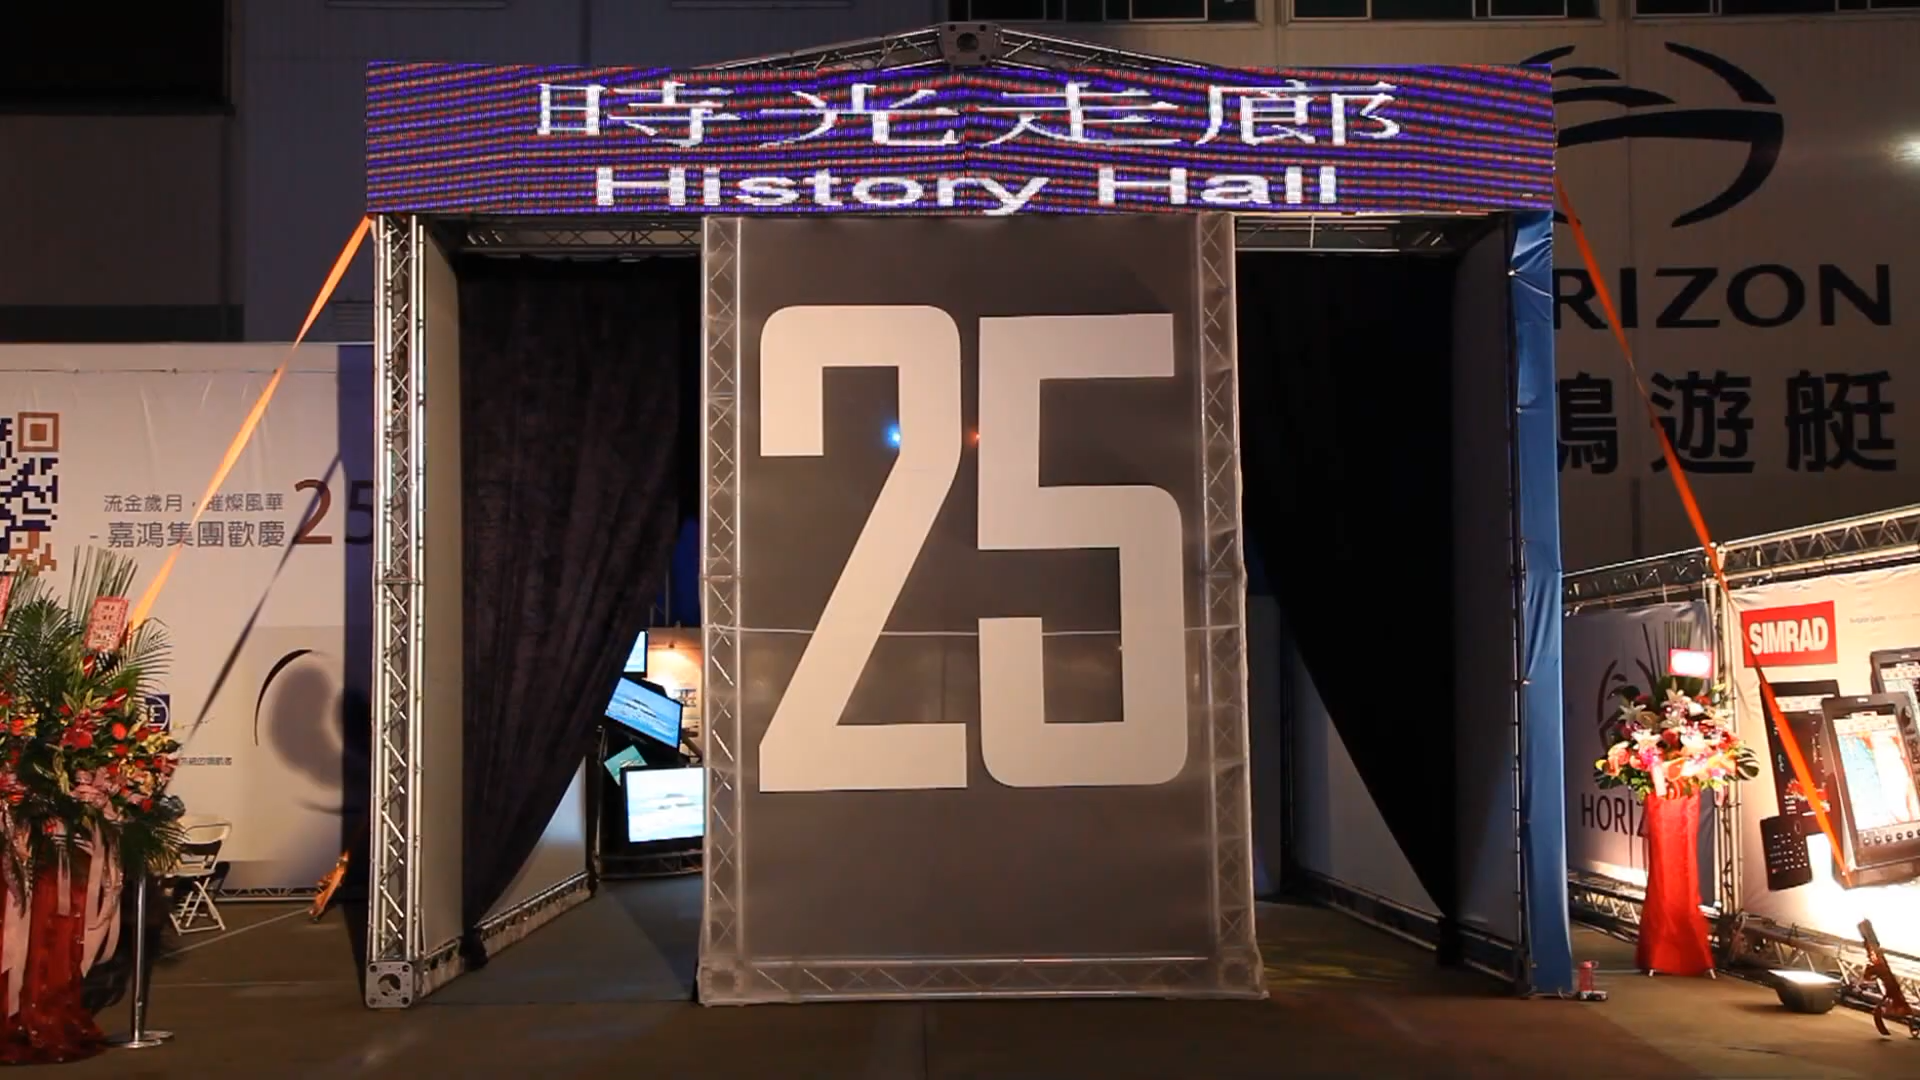 時光走廊
History Hall
25
RIZON
鴻遊艇
流金歲月，璀燦風華
- 嘉鴻集團歡慶 25
SIMRAD
HORIZ